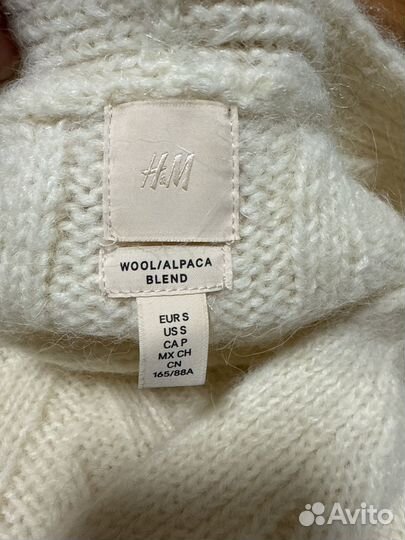 H&M
WOOL/ALPACA
BLEND
EUR S
US S
CA P
MX CH
CN
165/88A
Avito